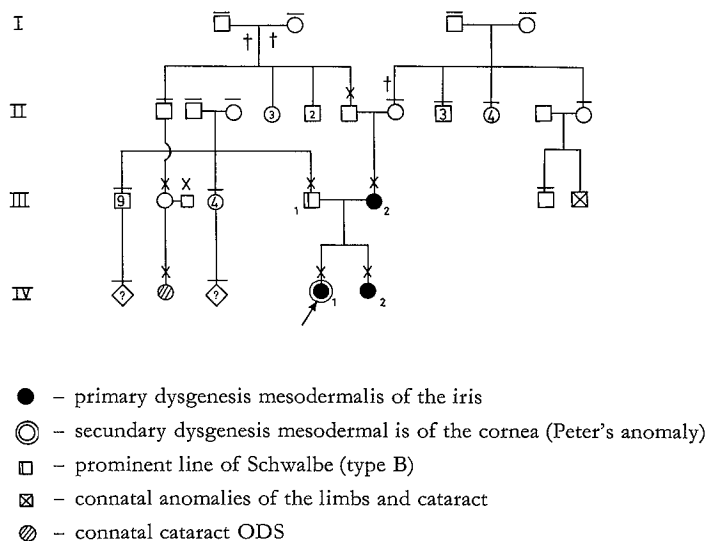 I
† †
†
x
II
3
2
3
4
x x x x
III
9
4
1
2
x x x
IV
?
?
1
2
– primary dysgenesis mesodermalis of the iris
– secundary dysgenesis mesodermal is of the cornea (Peter's anomaly)
– prominent line of Schwalbe (type B)
– connatal anomalies of the limbs and cataract
– connatal cataract ODS